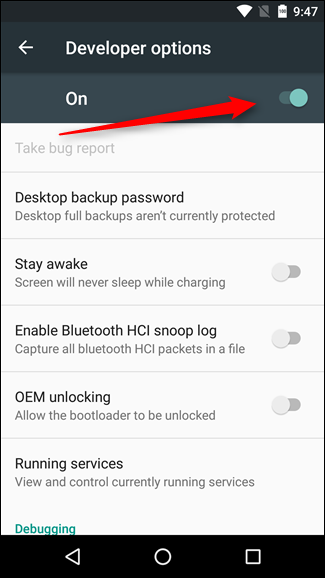 9:47
Developer options
On
Take bug report
Desktop backup password
Desktop full backups aren't currently protected
Stay awake
Screen will never sleep while charging
Enable Bluetooth HCI snoop log
Capture all bluetooth HCI packets in a file
OEM unlocking
Allow the bootloader to be unlocked
Running services
View and control currently running services
Debugging